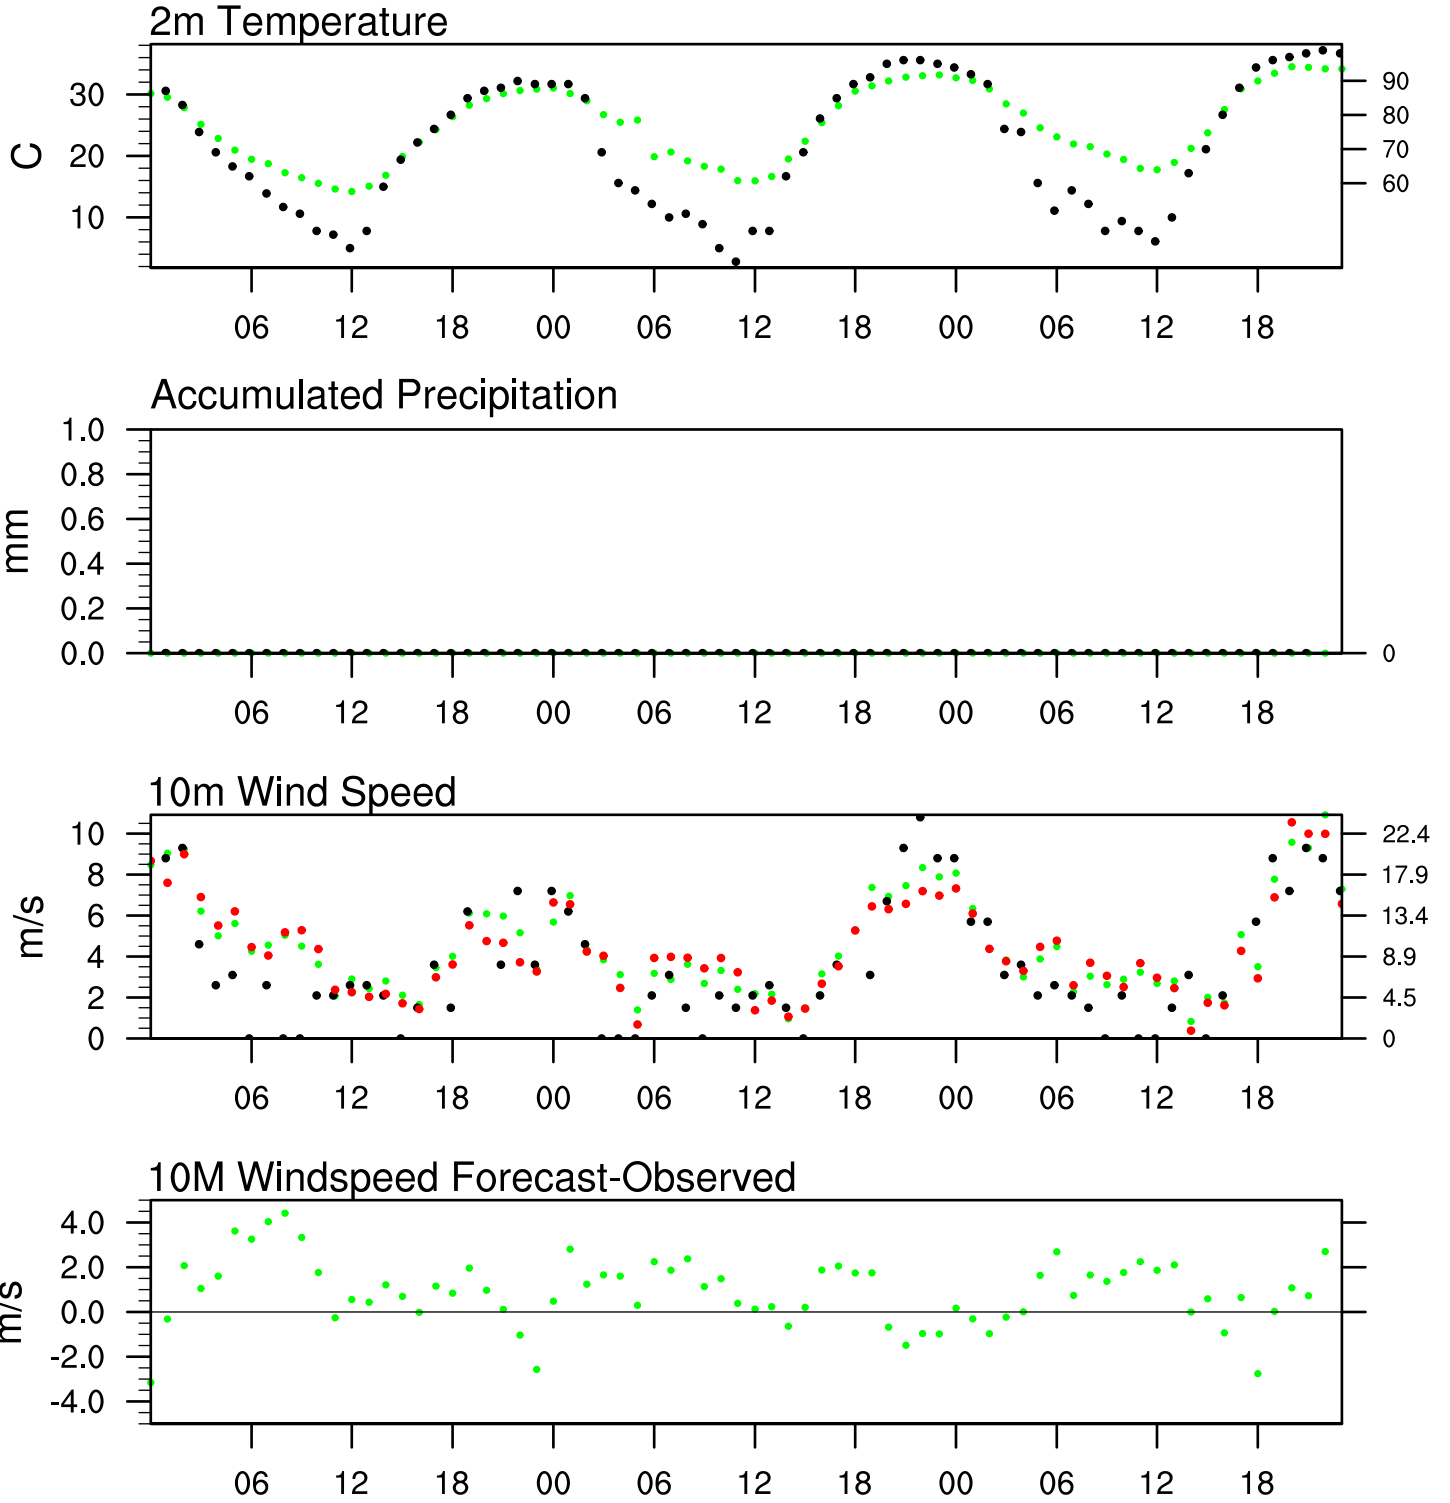 2m Temperature
C
30
20
10
90
80
70
60
06 12 18 00 06 12 18 00 06 12 18
Accumulated Precipitation
mm
1.0
0.8
0.6
0.4
0.2
0.0
0
06 12 18 00 06 12 18 00 06 12 18
10m Wind Speed
m/s
10
8
6
4
2
0
22.4
17.9
13.4
8.9
4.5
0
06 12 18 00 06 12 18 00 06 12 18
10M Windspeed Forecast-Observed
m/s
4.0
2.0
0.0
-2.0
-4.0
06 12 18 00 06 12 18 00 06 12 18